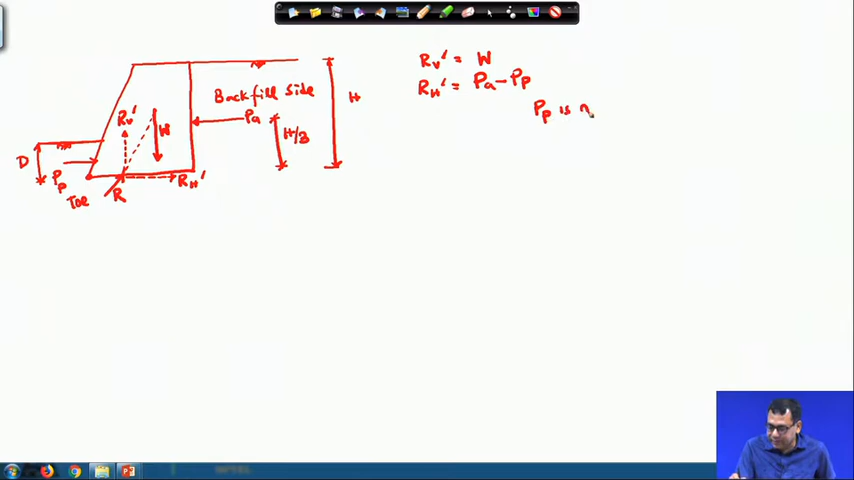 Rv' = W
RH' = Pa - Pp
Pp is n
Backfill side
Pa
H
H/3
Rv'
W
D
Pp
Toe
R
RH'